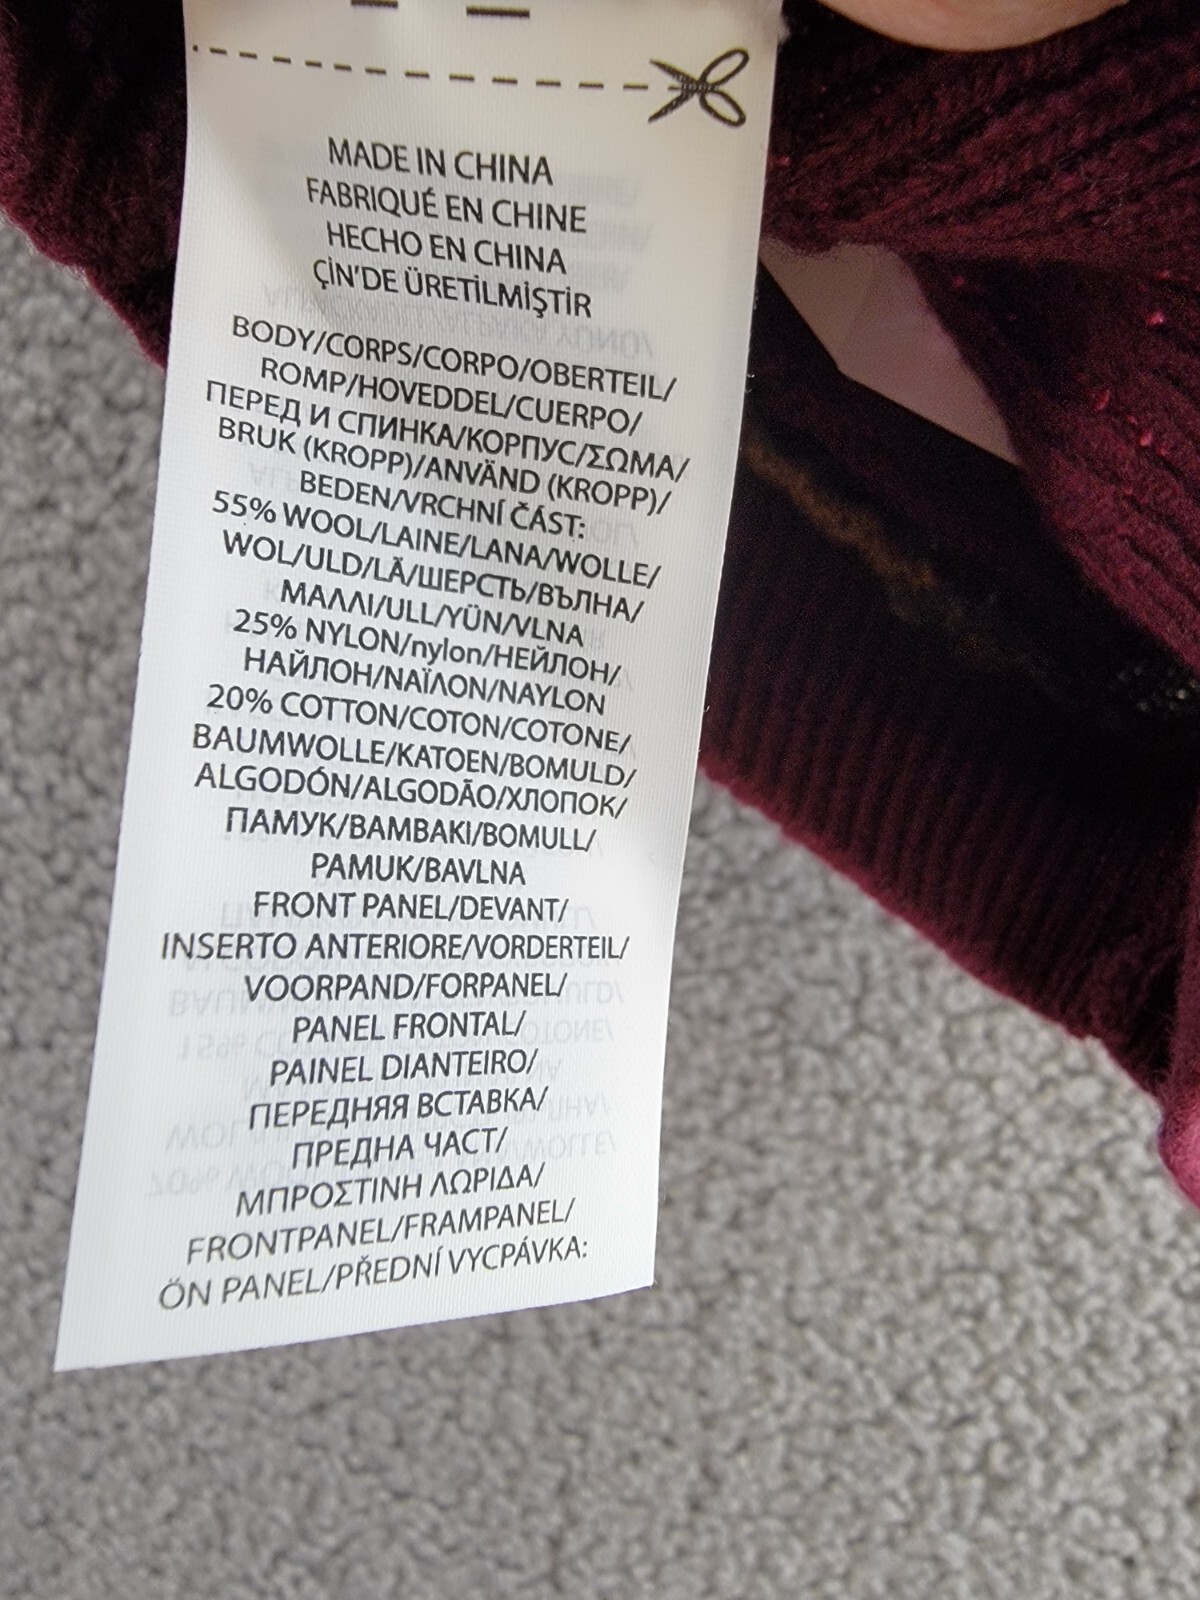 MADE IN CHINA
FABRIQUÉ EN CHINE
HECHO EN CHINA
ÇİN'DE ÜRETİLMİŞTİR
BODY/CORPS/CORPO/OBERTEIL/
ROMP/HOVEDDEL/CUERPO/
ПЕРЕД И СПИНКА/КОРПУС/ΣΩΜΑ/
BRUK (KROPP)/ANVÄND (KROPP)/
BEDEN/VRCHNÍ ČÁST:
55% WOOL/LAINE/LANA/WOLLE/
WOL/ULD/LÃ/ШЕРСТЬ/ВЪЛНА/
ΜΑΛΛΙ/ULL/YÜN/VLNA
25% NYLON/nylon/НЕЙЛОН/
НАЙЛОН/ΝΑΪΛΟΝ/NAYLON
20% COTTON/COTON/COTONE/
BAUMWOLLE/KATOEN/BOMULD/
ALGODÓN/ALGODÃO/ХЛОПОК/
ПАМУК/ΒΑΜΒΑΚΙ/BOMULL/
PAMUK/BAVLNA
FRONT PANEL/DEVANT/
INSERTO ANTERIORE/VORDERTEIL/
VOORPAND/FORPANEL/
PANEL FRONTAL/
PAINEL DIANTEIRO/
ПЕРЕДНЯЯ ВСТАВКА/
ПРЕДНА ЧАСТ/
ΜΠΡΟΣΤΙΝΗ ΛΩΡΙΔΑ/
FRONTPANEL/FRAMPANEL/
ÖN PANEL/PŘEDNÍ VYCPÁVKA: